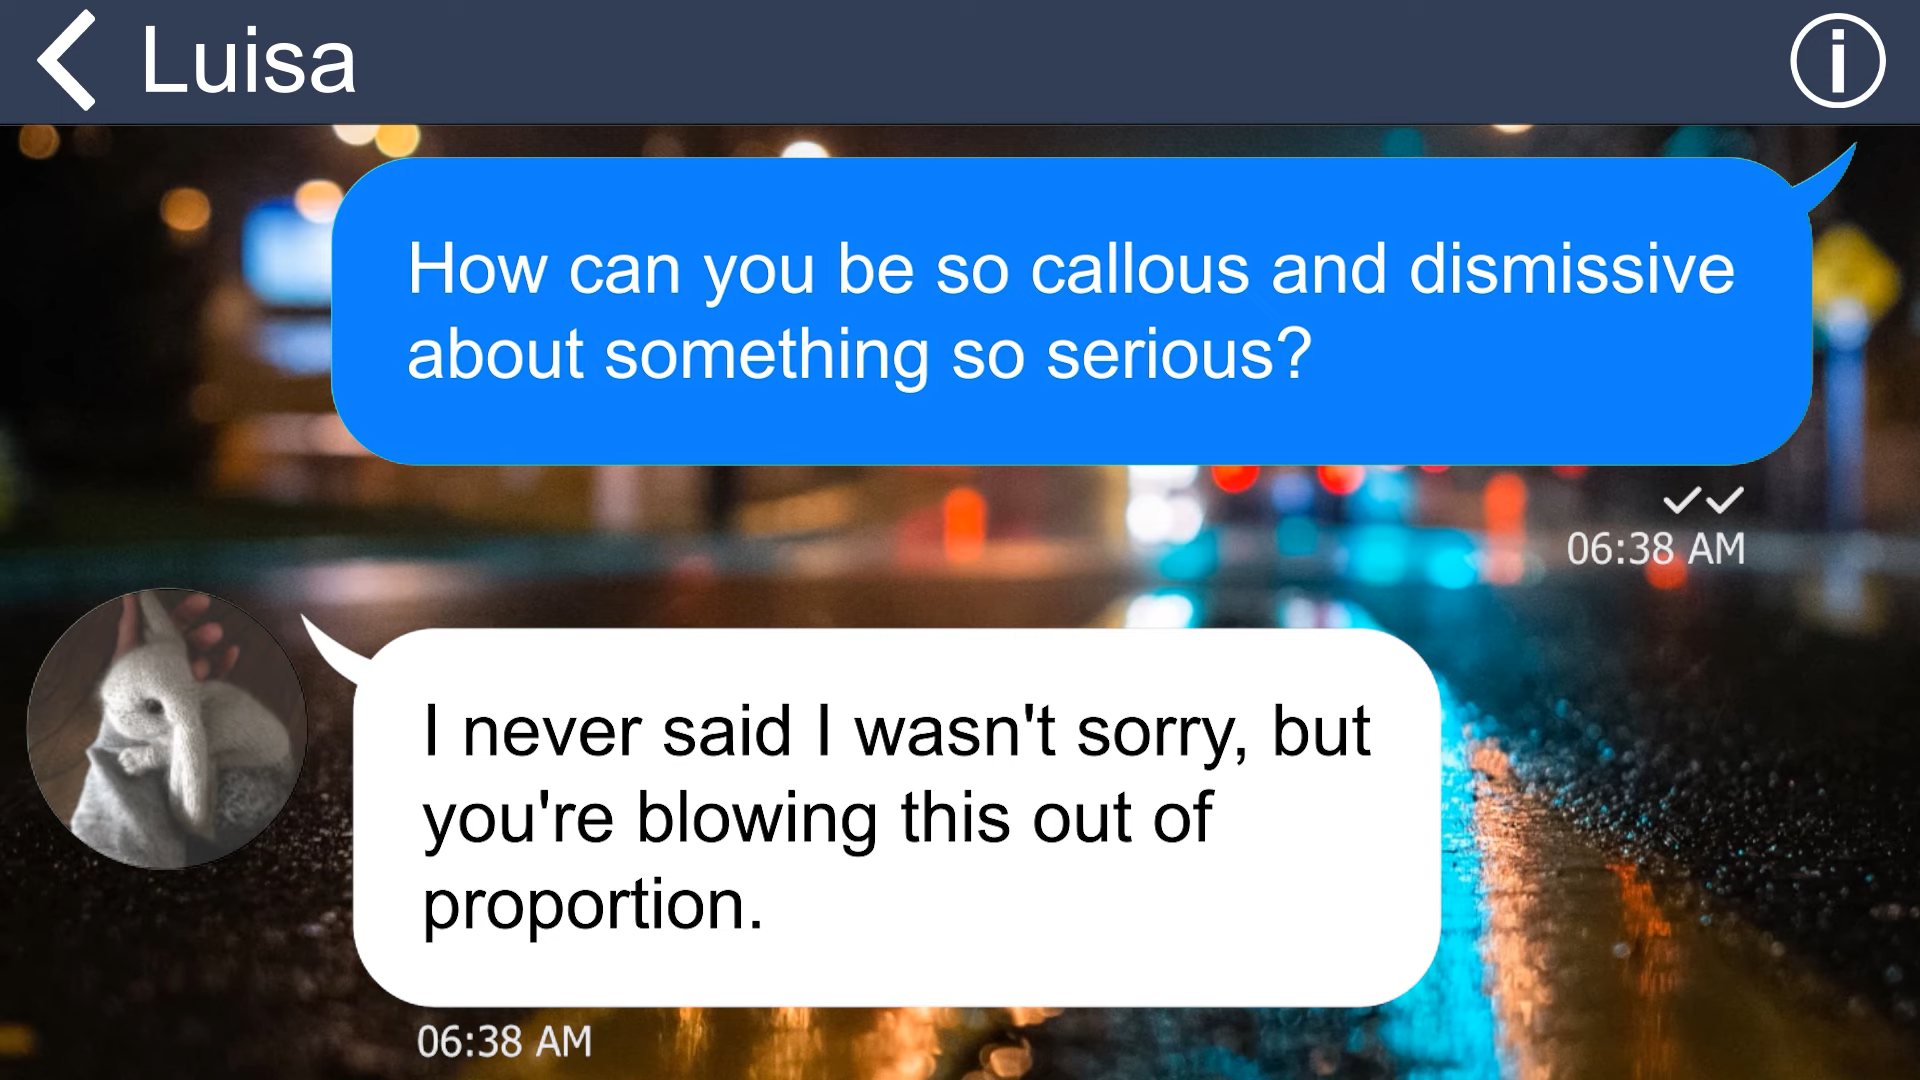 Luisa
How can you be so callous and dismissive
about something so serious?
06:38 AM
I never said I wasn't sorry, but
you're blowing this out of
proportion.
06:38 AM